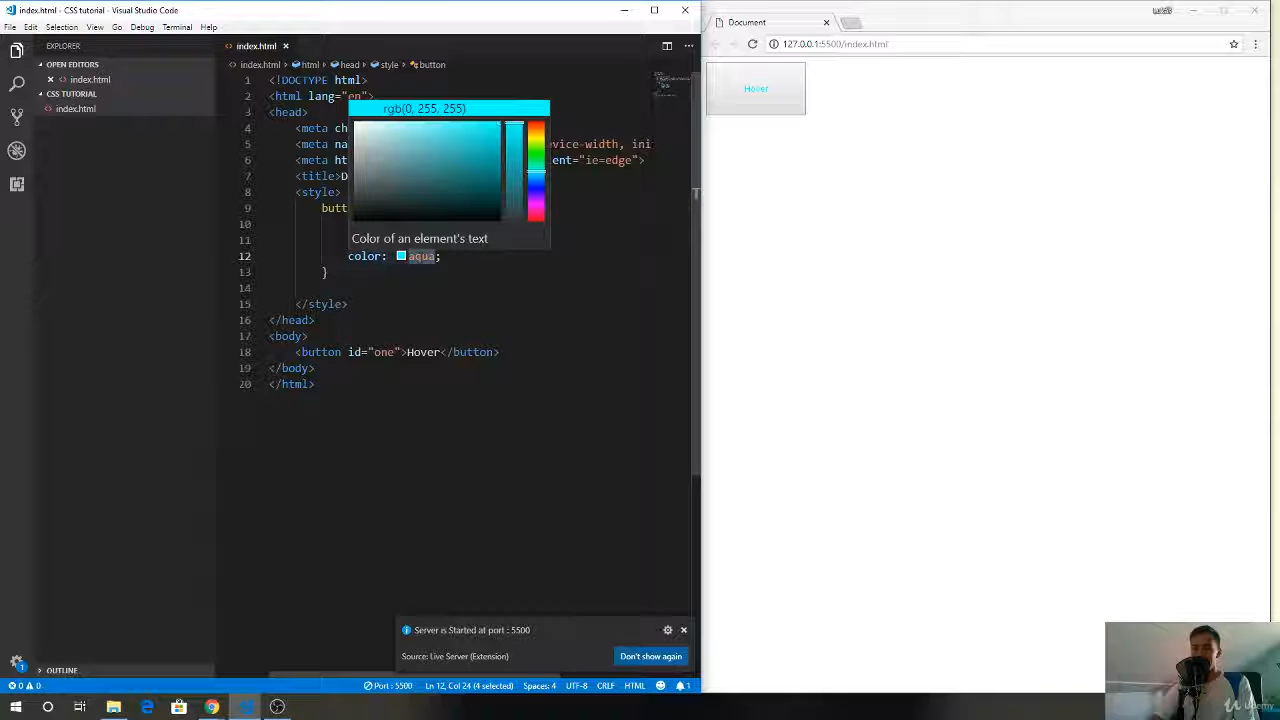 index.html - CSS tutorial - Visual Studio Code
File Edit Selection View Go Debug Terminal Help
EXPLORER
OPEN EDITORS
index.html
CSS TUTORIAL
index.html
OUTLINE
index.html
index.html html head style button
1 <!DOCTYPE html>
2 <html lang="en">
3 <head>
4 <meta ch
5 <meta na evice-width, ini
6 <meta ht ent="ie=edge">
7 <title>D
8 <style>
9 butt
10
11
12 color: aqua;
13 }
14
15 </style>
16 </head>
17 <body>
18 <button id="one">Hover</button>
19 </body>
20 </html>
rgb(0, 255, 255)
Color of an element's text
Server is Started at port : 5500
Source: Live Server (Extension)
Don't show again
0 0
Port : 5500
Ln 12, Col 24 (4 selected)
Spaces: 4
UTF-8
CRLF
HTML
1
1
Document
127.0.0.1:5500/index.html
Hover
Udemy